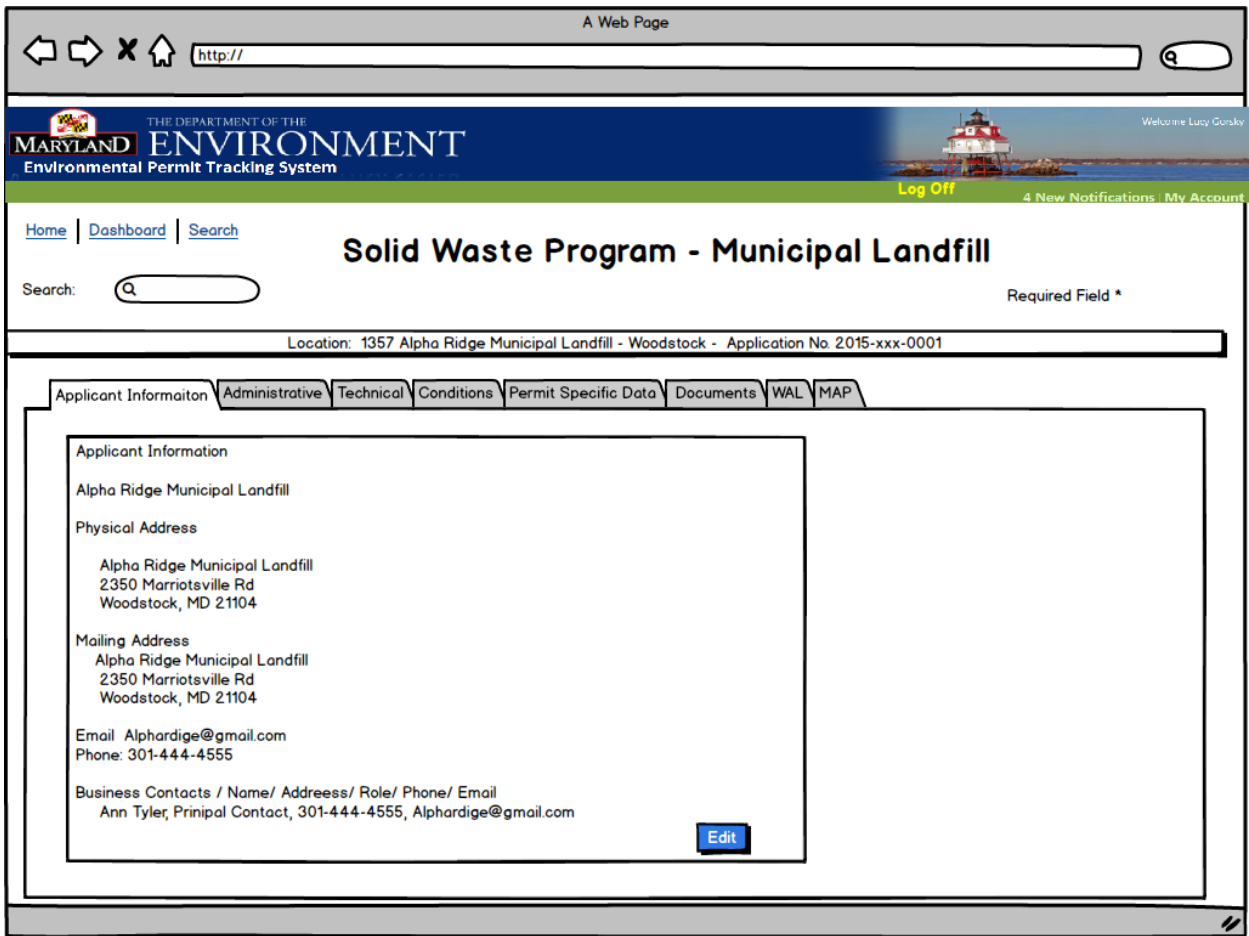 A Web Page
http://
THE DEPARTMENT OF THE
MARYLAND ENVIRONMENT
Environmental Permit Tracking System
Welcome Lucy Gorsky
Log Off
4 New Notifications | My Account
Home | Dashboard | Search
Solid Waste Program - Municipal Landfill
Search:
Required Field *
Location: 1357 Alpha Ridge Municipal Landfill - Woodstock - Application No. 2015-xxx-0001
Applicant Informaiton Administrative Technical Conditions Permit Specific Data Documents WAL MAP
Applicant Information
Alpha Ridge Municipal Landfill
Physical Address
Alpha Ridge Municipal Landfill
2350 Marriotsville Rd
Woodstock, MD 21104
Mailing Address
Alpha Ridge Municipal Landfill
2350 Marriotsville Rd
Woodstock, MD 21104
Email Alphardige@gmail.com
Phone: 301-444-4555
Business Contacts / Name/ Addreess/ Role/ Phone/ Email
Ann Tyler, Prinipal Contact, 301-444-4555, Alphardige@gmail.com
Edit